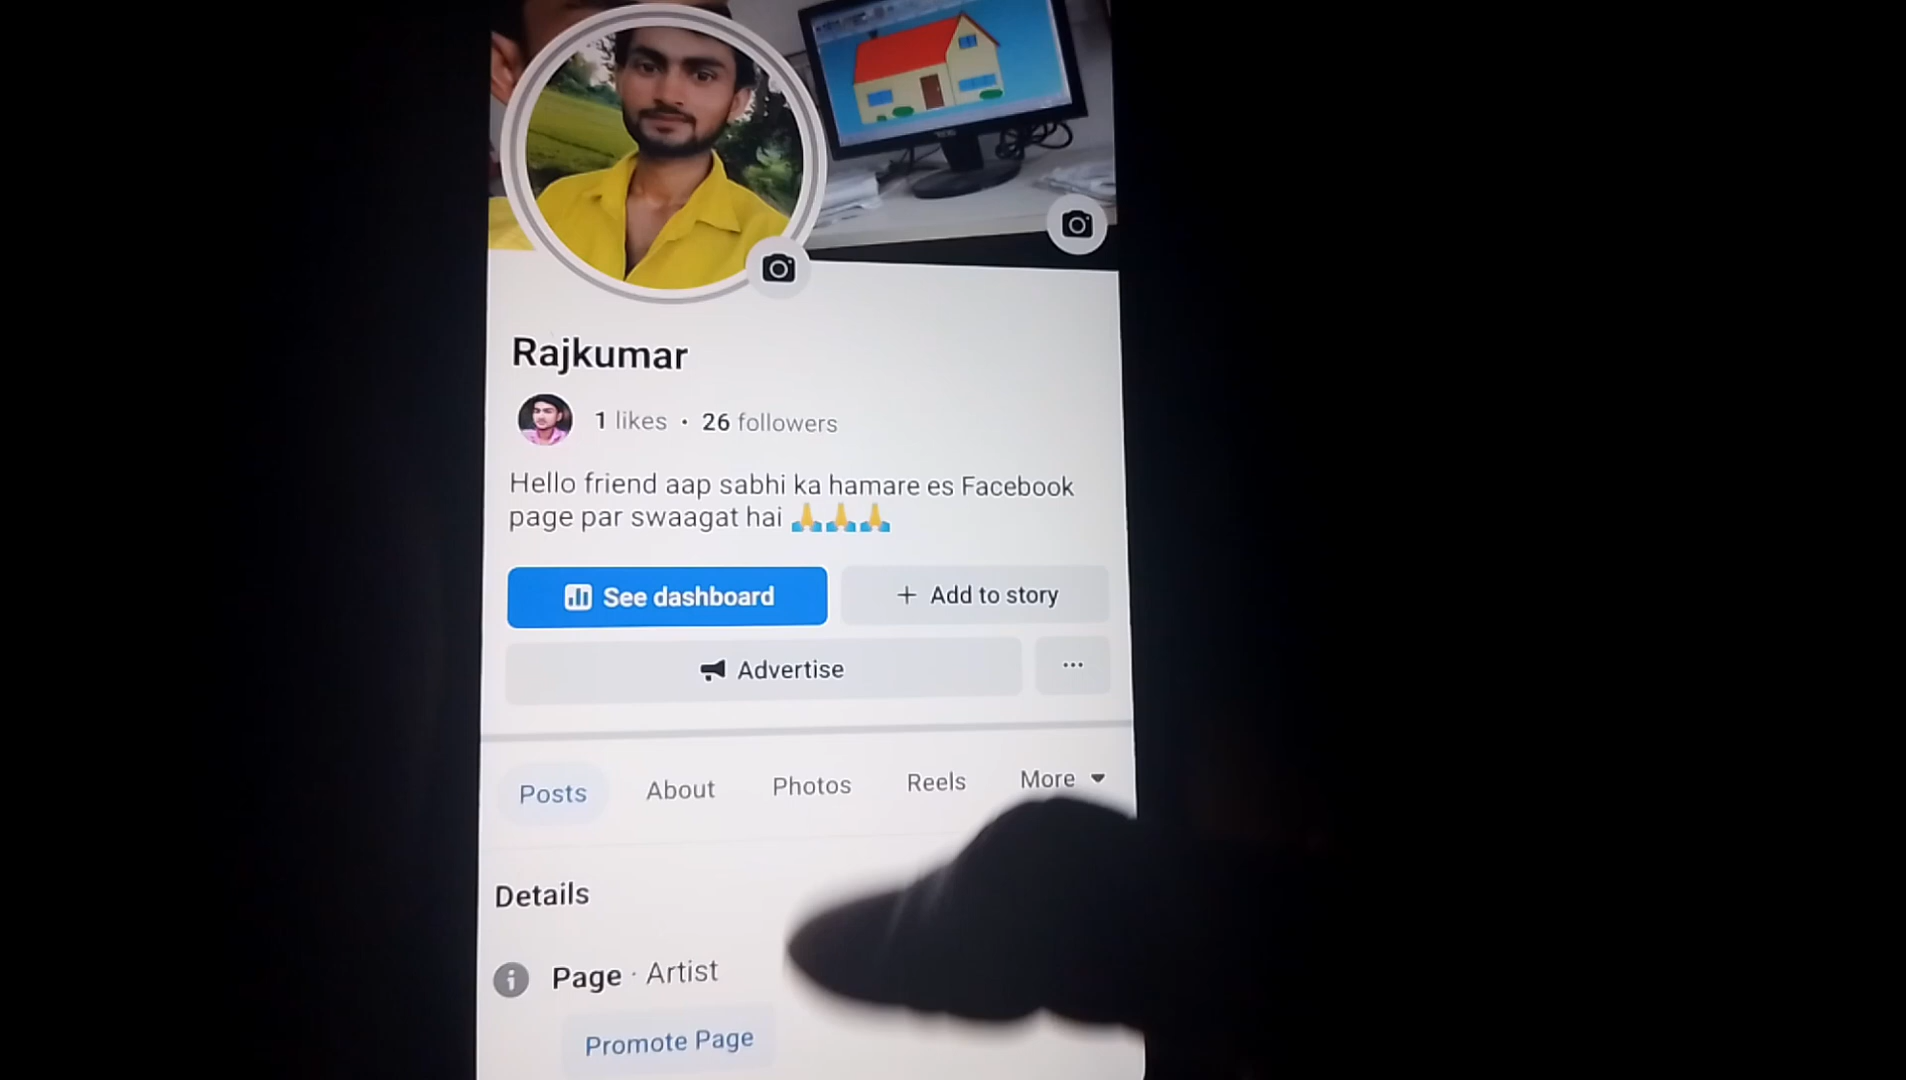 Rajkumar
1 likes · 26 followers
Hello friend aap sabhi ka hamare es Facebook
page par swaagat hai 🙏🙏🙏
See dashboard
+ Add to story
Advertise
...
Posts About Photos Reels More
Details
Page · Artist
Promote Page